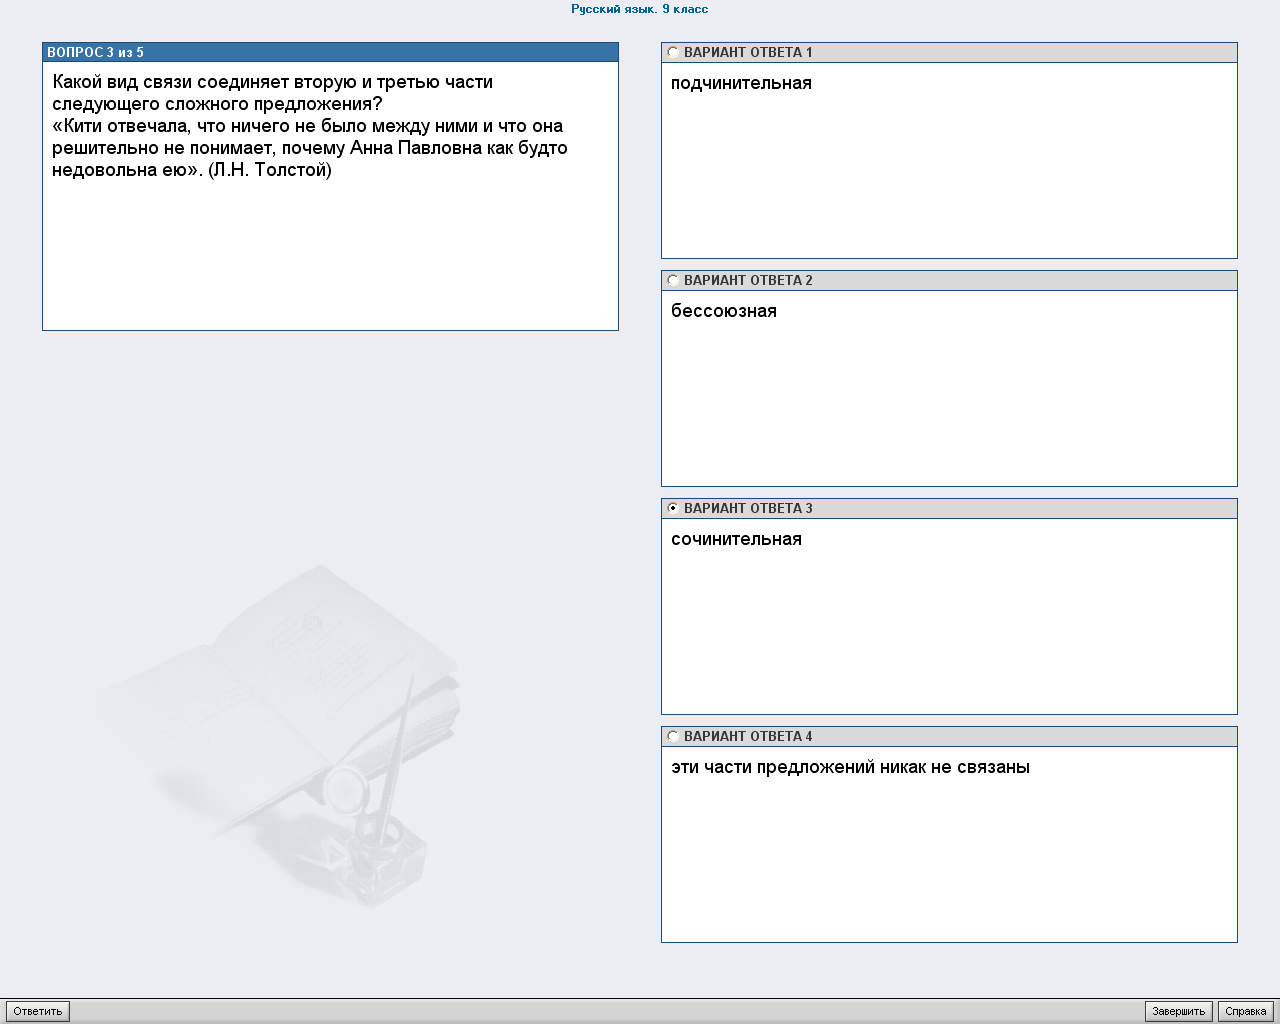 Русский язык. 9 класс
ВОПРОС 3 из 5
Какой вид связи соединяет вторую и третью части
следующего сложного предложения?
«Кити отвечала, что ничего не было между ними и что она
решительно не понимает, почему Анна Павловна как будто
недовольна ею». (Л.Н. Толстой)
ВАРИАНТ ОТВЕТА 1
подчинительная
ВАРИАНТ ОТВЕТА 2
бессоюзная
ВАРИАНТ ОТВЕТА 3
сочинительная
ВАРИАНТ ОТВЕТА 4
эти части предложений никак не связаны
Ответить
Завершить
Справка